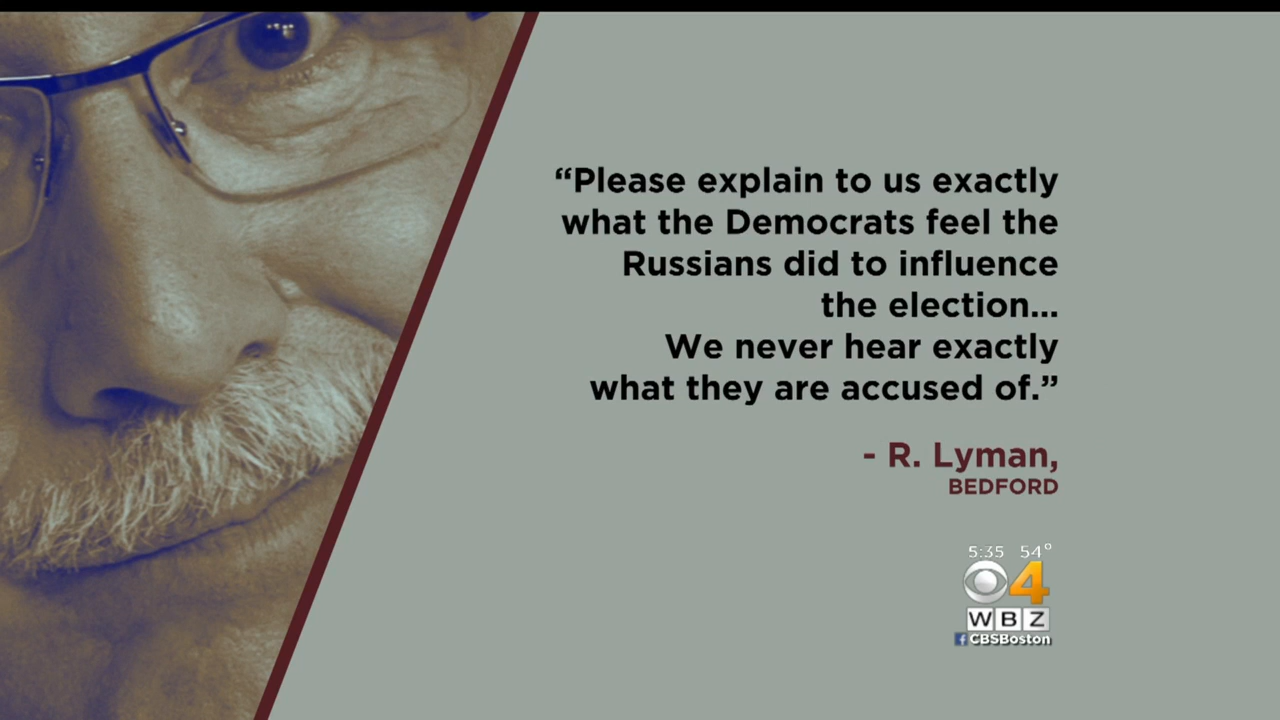 “Please explain to us exactly
what the Democrats feel the
Russians did to influence
the election...
We never hear exactly
what they are accused of.”
- R. Lyman,
BEDFORD
5:35 54°
4
WBZ
f CBSBoston